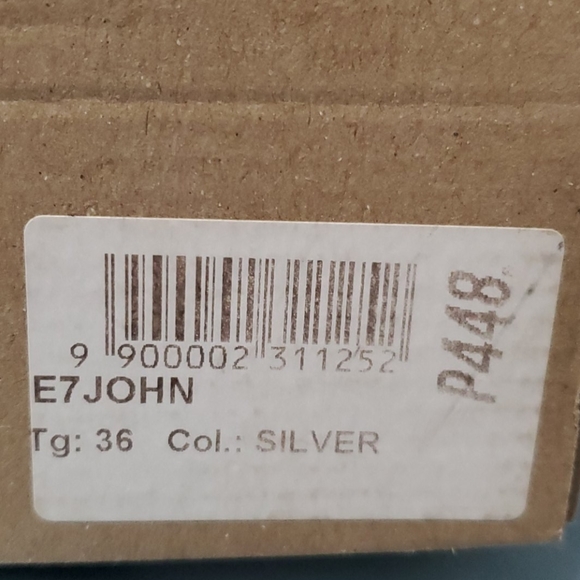 9 900002 311252
P448
E7JOHN
Tg: 36 Col.: SILVER